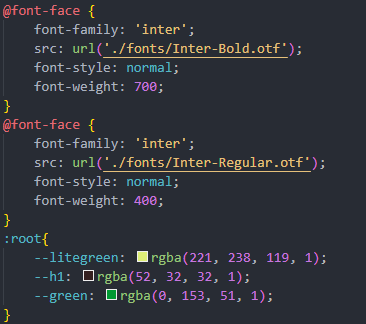 @font-face {
    font-family: 'inter';
    src: url('./fonts/Inter-Bold.otf');
    font-style: normal;
    font-weight: 700;
}
@font-face {
    font-family: 'inter';
    src: url('./fonts/Inter-Regular.otf');
    font-style: normal;
    font-weight: 400;
}
:root{
    --litegreen: rgba(221, 238, 119, 1);
    --h1: rgba(52, 32, 32, 1);
    --green: rgba(0, 153, 51, 1);
}